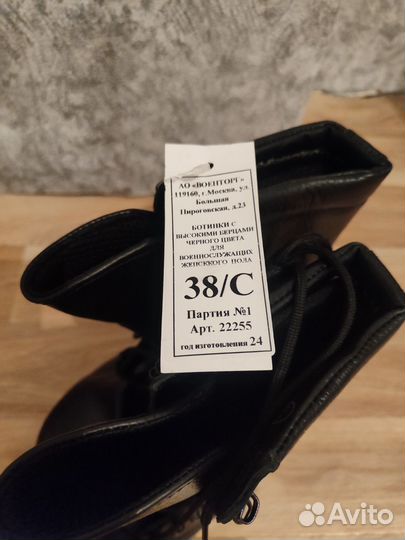 АО «ВОЕНТОРГ»
119160, г.Москва, ул.
Большая
Пироговская, д.23
БОТИНКИ С
ВЫСОКИМИ БЕРЦАМИ
ЧЕРНОГО ЦВЕТА
ДЛЯ
ВОЕННОСЛУЖАЩИХ
ЖЕНСККОГО ПОЛА
38/С
Партия №1
Арт. 22255
год изготовления 24
Avito